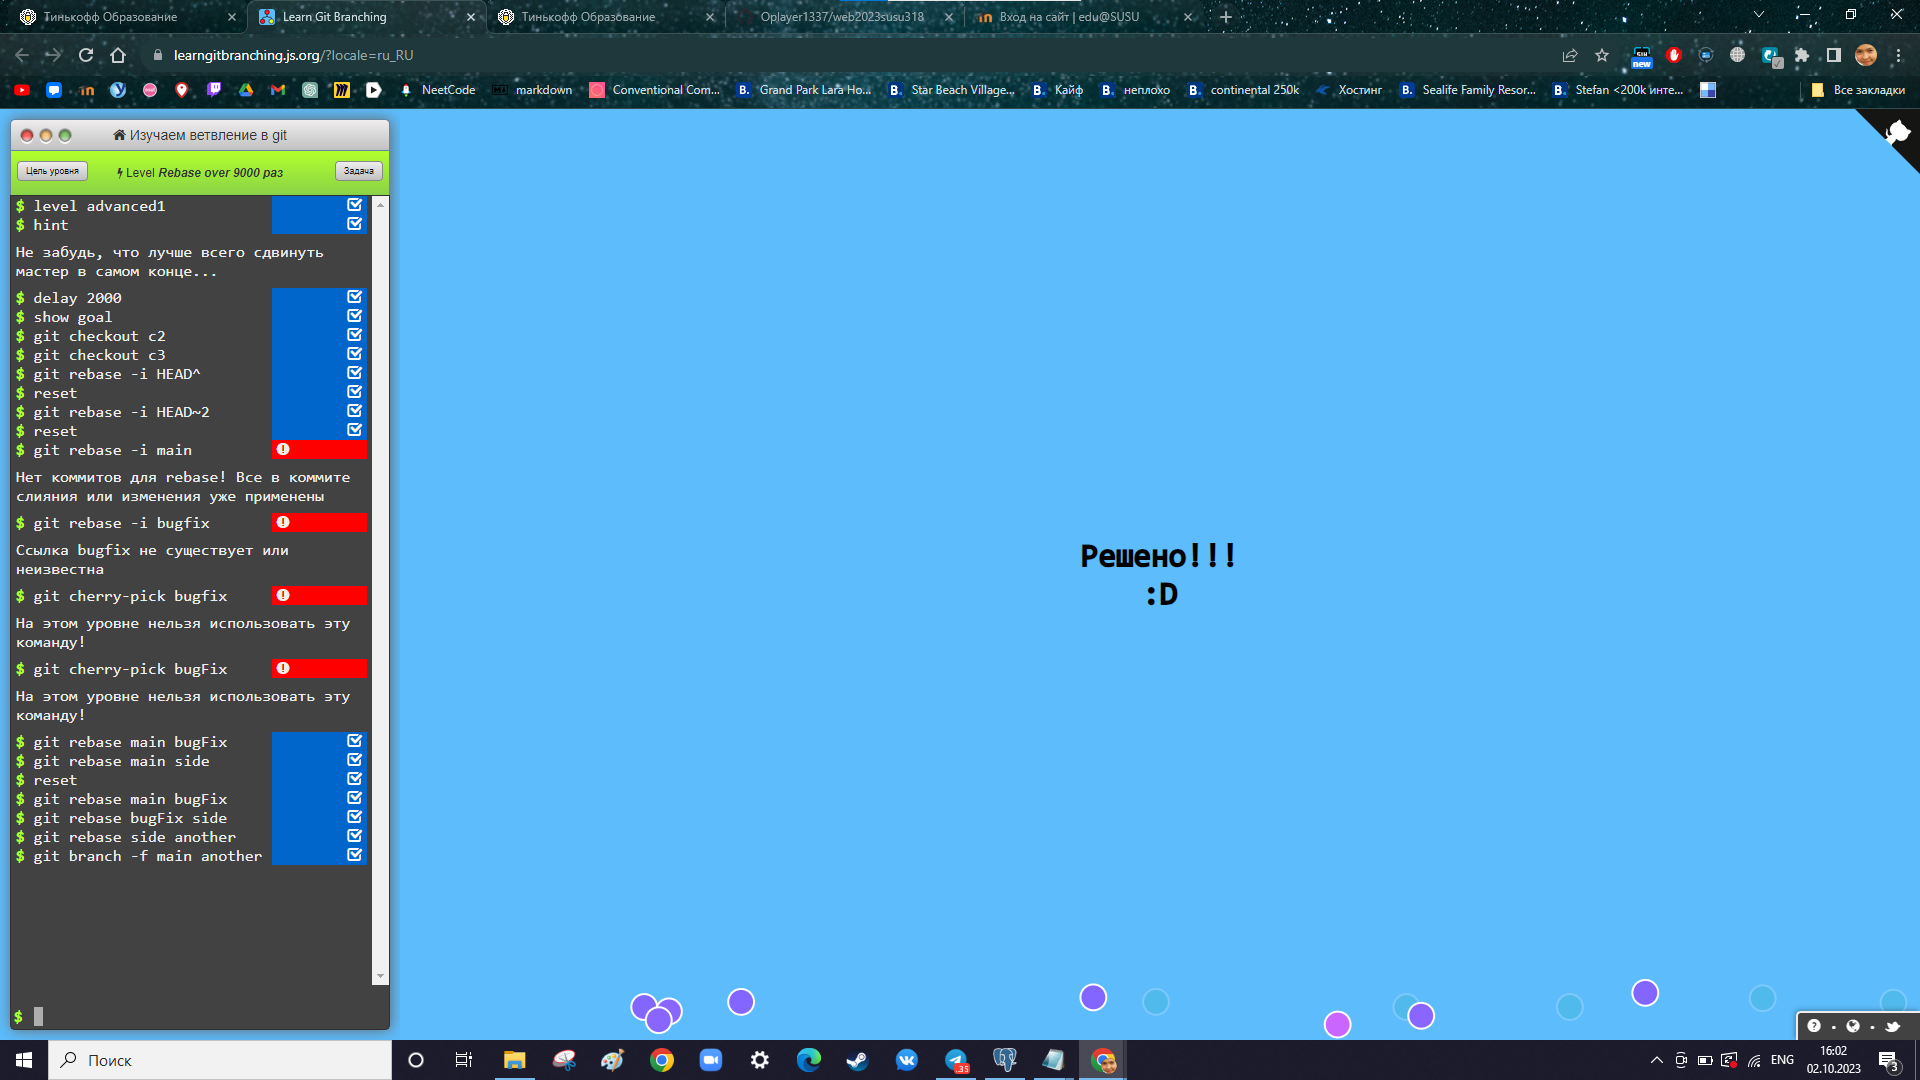 Тинькофф Образование
Learn Git Branching
Тинькофф Образование
Oplayer1337/web2023susu318
Вход на сайт | edu@SUSU
learngitbranching.js.org/?locale=ru_RU
new
NeetCode
markdown
Conventional Com...
Grand Park Lara Ho...
Star Beach Village...
Кайф
неплохо
continental 250k
Хостинг
Sealife Family Resor...
Stefan <200k инте...
Все закладки
Изучаем ветвление в git
Цель уровня
Level Rebase over 9000 раз
Задача
$ level advanced1
$ hint
Не забудь, что лучше всего сдвинуть
мастер в самом конце...
$ delay 2000
$ show goal
$ git checkout c2
$ git checkout c3
$ git rebase -i HEAD^
$ reset
$ git rebase -i HEAD~2
$ reset
$ git rebase -i main
Нет коммитов для rebase! Все в коммите
слияния или изменения уже применены
$ git rebase -i bugfix
Ссылка bugfix не существует или
неизвестна
$ git cherry-pick bugfix
На этом уровне нельзя использовать эту
команду!
$ git cherry-pick bugFix
На этом уровне нельзя использовать эту
команду!
$ git rebase main bugFix
$ git rebase main side
$ reset
$ git rebase main bugFix
$ git rebase bugFix side
$ git rebase side another
$ git branch -f main another
$
Решено!!!
:D
Поиск
ENG
16:02
02.10.2023
3